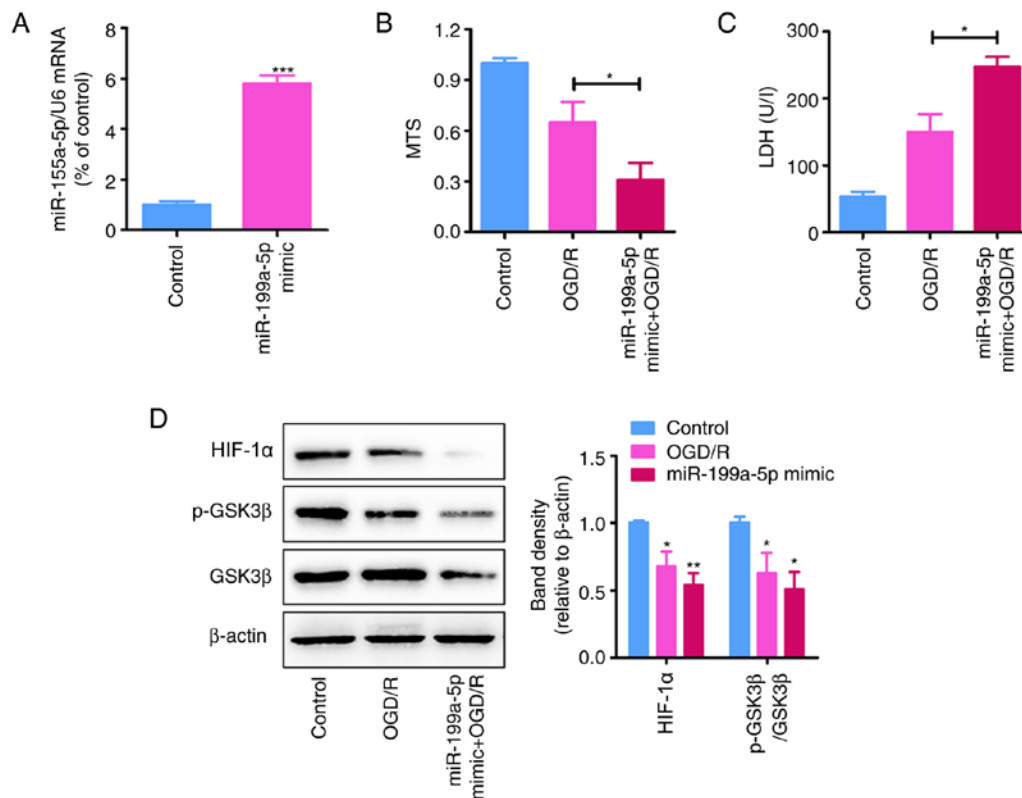 A
miR-155a-5p/U6 mRNA
(% of control)
8
6
4
2
0
***
Control
miR-199a-5p
mimic
B
MTS
1.2
0.9
0.6
0.3
0.0
*
Control
OGD/R
miR-199a-5p
mimic+OGD/R
C
LDH (U/l)
300
200
100
0
*
Control
OGD/R
miR-199a-5p
mimic+OGD/R
D
HIF-1α
p-GSK3β
GSK3β
β-actin
Control
OGD/R
miR-199a-5p
mimic+OGD/R
Control
OGD/R
miR-199a-5p mimic
Band density
(relative to β-actin)
1.5
1.0
0.5
0.0
*
**
*
*
HIF-1α
p-GSK3β
/GSK3β